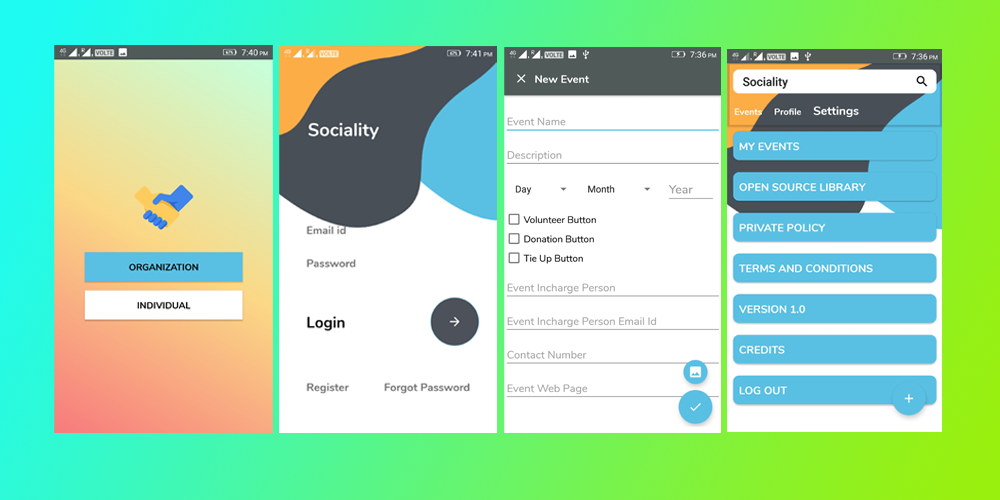 4G R VOLTE 7:40 PM
ORGANIZATION
INDIVIDUAL
4G R VOLTE 67% 7:41 PM
Sociality
Email id
Password
Login
Register Forgot Password
4G R VOLTE 7:36 PM
New Event
Event Name
Description
Day Month Year
Volunteer Button
Donation Button
Tie Up Button
Event Incharge Person
Event Incharge Person Email Id
Contact Number
Event Web Page
4G R VOLTE 7:36 PM
Sociality
Events Profile Settings
MY EVENTS
OPEN SOURCE LIBRARY
PRIVATE POLICY
TERMS AND CONDITIONS
VERSION 1.0
CREDITS
LOG OUT